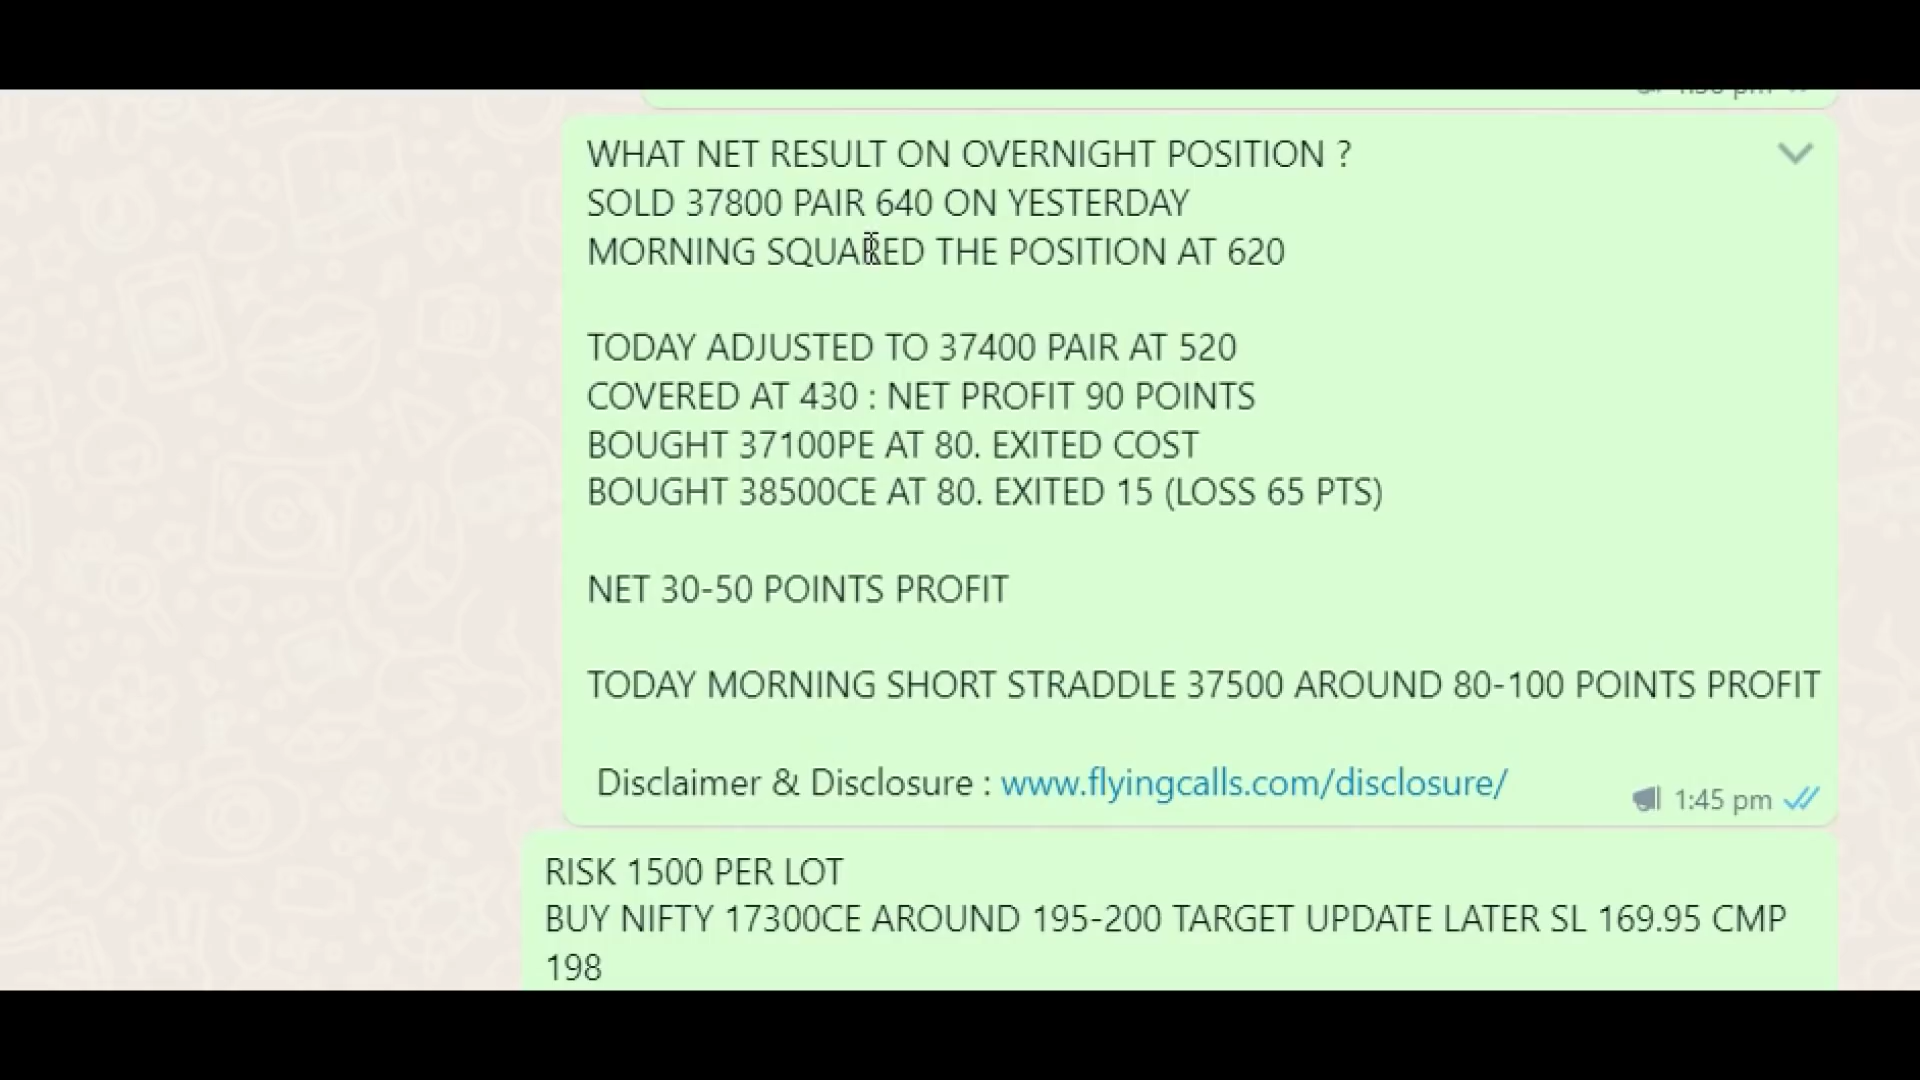 WHAT NET RESULT ON OVERNIGHT POSITION ?
SOLD 37800 PAIR 640 ON YESTERDAY
MORNING SQUARED THE POSITION AT 620
TODAY ADJUSTED TO 37400 PAIR AT 520
COVERED AT 430 : NET PROFIT 90 POINTS
BOUGHT 37100PE AT 80. EXITED COST
BOUGHT 38500CE AT 80. EXITED 15 (LOSS 65 PTS)
NET 30-50 POINTS PROFIT
TODAY MORNING SHORT STRADDLE 37500 AROUND 80-100 POINTS PROFIT
Disclaimer & Disclosure : www.flyingcalls.com/disclosure/
1:45 pm
RISK 1500 PER LOT
BUY NIFTY 17300CE AROUND 195-200 TARGET UPDATE LATER SL 169.95 CMP
198